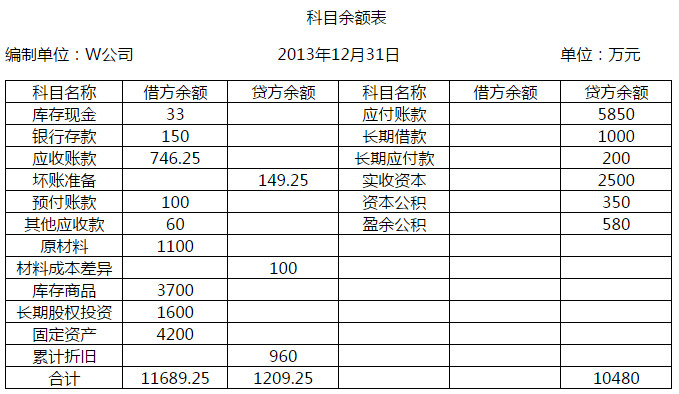 科目余额表
编制单位：W公司 2013年12月31日 单位：万元
科目名称 借方余额 贷方余额 科目名称 借方余额 贷方余额
库存现金 33 应付账款 5850
银行存款 150 长期借款 1000
应收账款 746.25 长期应付款 200
坏账准备 149.25 实收资本 2500
预付账款 100 资本公积 350
其他应收款 60 盈余公积 580
原材料 1100
材料成本差异 100
库存商品 3700
长期股权投资 1600
固定资产 4200
累计折旧 960
合计 11689.25 1209.25 10480